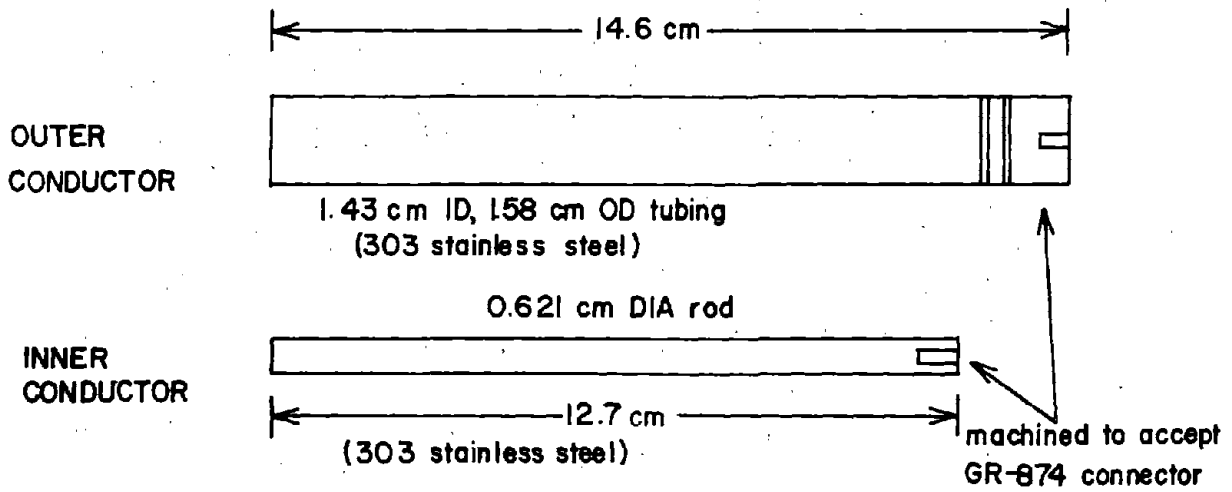 14.6 cm
OUTER
CONDUCTOR
1.43 cm ID, 1.58 cm OD tubing
(303 stainless steel)
0.621 cm DIA rod
INNER
CONDUCTOR
12.7 cm
(303 stainless steel)
machined to accept
GR-874 connector